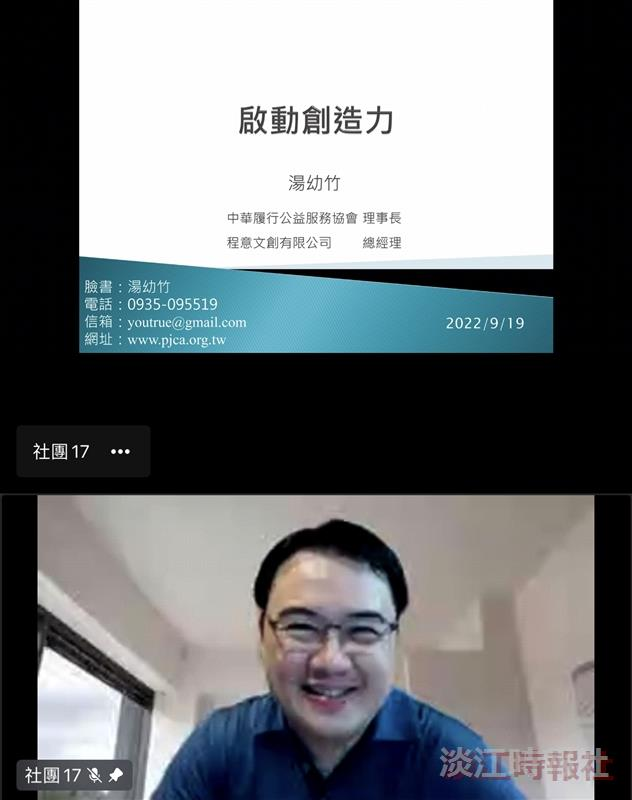 啟動創造力
湯幼竹
中華履行公益服務協會 理事長
程意文創有限公司 總經理
臉書：湯幼竹
電話：0935-095519
信箱：youtrue@gmail.com
網址：www.pjca.org.tw
2022/9/19
社團17 •••
社團17
淡江時報社